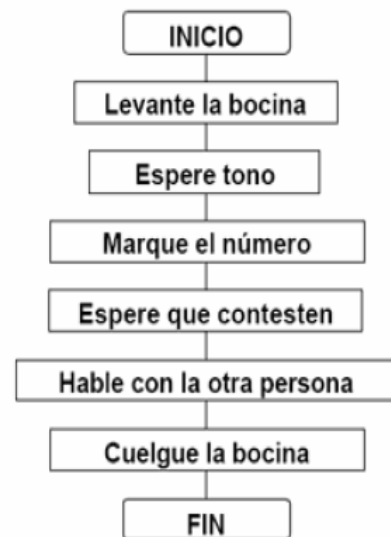 INICIO
Levante la bocina
Espere tono
Marque el número
Espere que contesten
Hable con la otra persona
Cuelgue la bocina
FIN